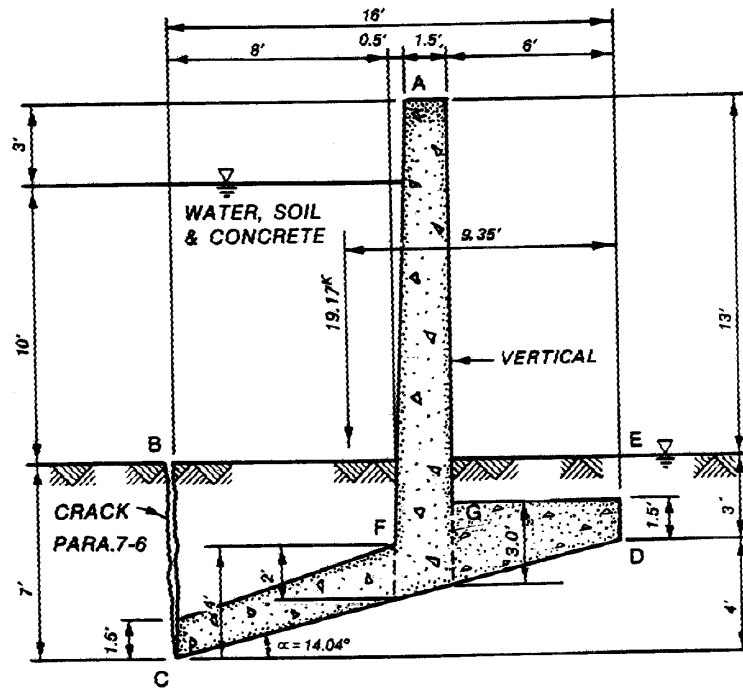 16'
8'
0.5'
1.5'
6'
A
3'
WATER, SOIL
& CONCRETE
9.35'
19.17ᴷ
10'
13'
VERTICAL
B
E
CRACK
PARA.7-6
F
G
1.5'
3'
3.0'
D
7'
2'
4'
4'
1.5'
α = 14.04°
C